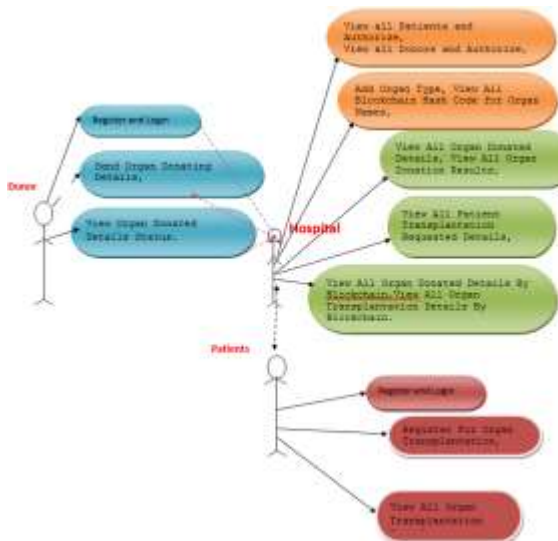 View all Patients and
Authorize,
View all Donors and Authorize,
Add Organ Type, View All
Blockchain Hash Code for Organ
Names,
Register and Login
View All Organ Donated
Details, View All Organ
Donation Results.
Send Organ Donating
Details,
Donor
View Organ Donated
Details Status.
Hospital
View All Patient
Transplantation
Requested Details,
View All Organ Donated Details By
Blockchain,View All Organ
Transplantation Details By
Blockchain.
Patients
Register and Login
Register For Organ
Transplantation,
View All Organ
Transplantation